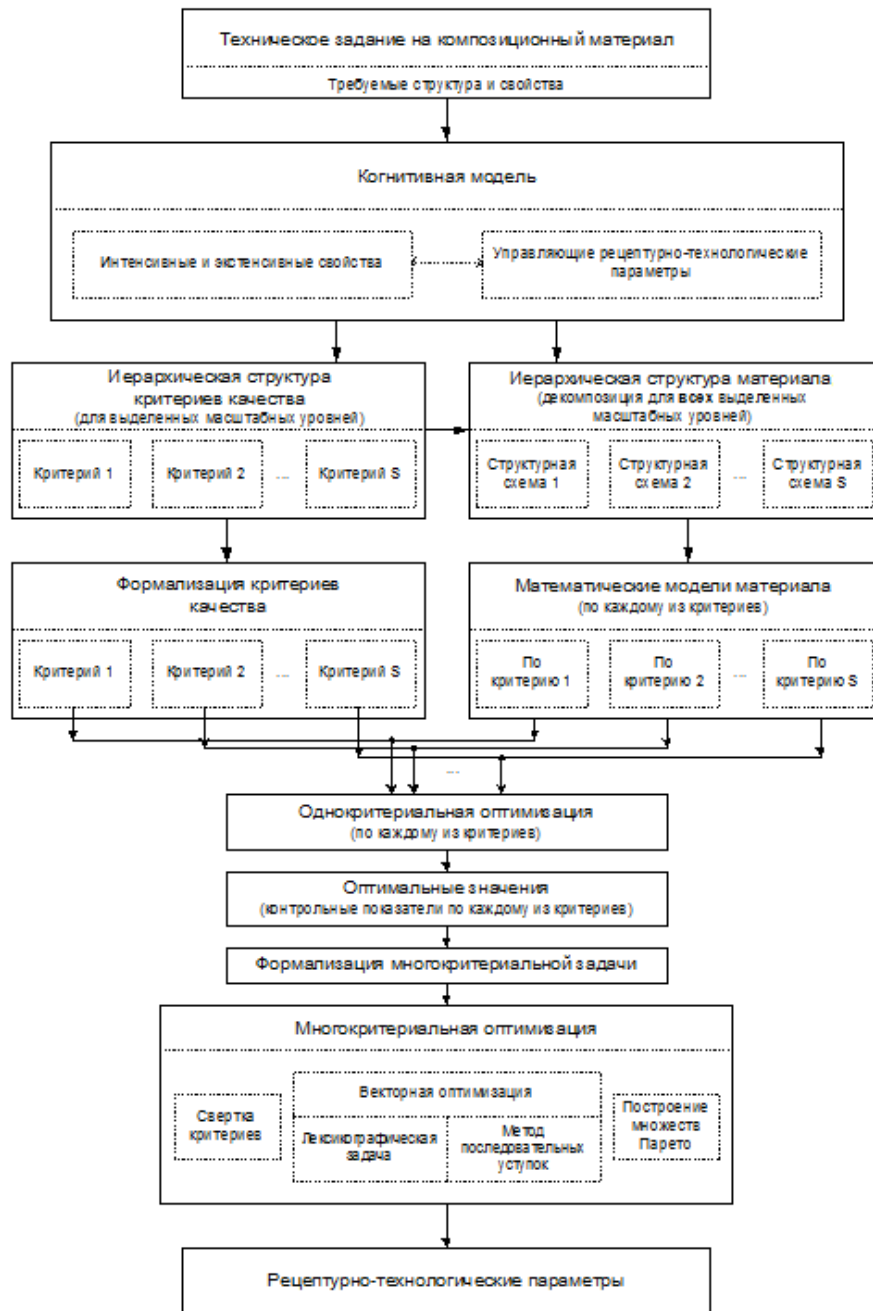 Техническое задание на композиционный материал
Требуемые структура и свойства
Когнитивная модель
Интенсивные и экстенсивные свойства
Управляющие рецептурно-технологические
параметры
Иерархическая структура
критериев качества
(для выделенных масштабных уровней)
Критерий 1
Критерий 2
...
Критерий S
Иерархическая структура материала
(декомпозиция для всех выделенных
масштабных уровней)
Структурная
схема 1
Структурная
схема 2
...
Структурная
схема S
Формализация критериев
качества
Критерий 1
Критерий 2
...
Критерий S
Математические модели материала
(по каждому из критериев)
По
критерию 1
По
критерию 2
...
По
критерию S
...
Однокритериальная оптимизация
(по каждому из критериев)
Оптимальные значения
(контрольные показатели по каждому из критериев)
Формализация многокритериальной задачи
Многокритериальная оптимизация
Свертка
критериев
Векторная оптимизация
Лексикографическая
задача
Метод
последовательных
уступок
Построение
множеств
Парето
Рецептурно-технологические параметры